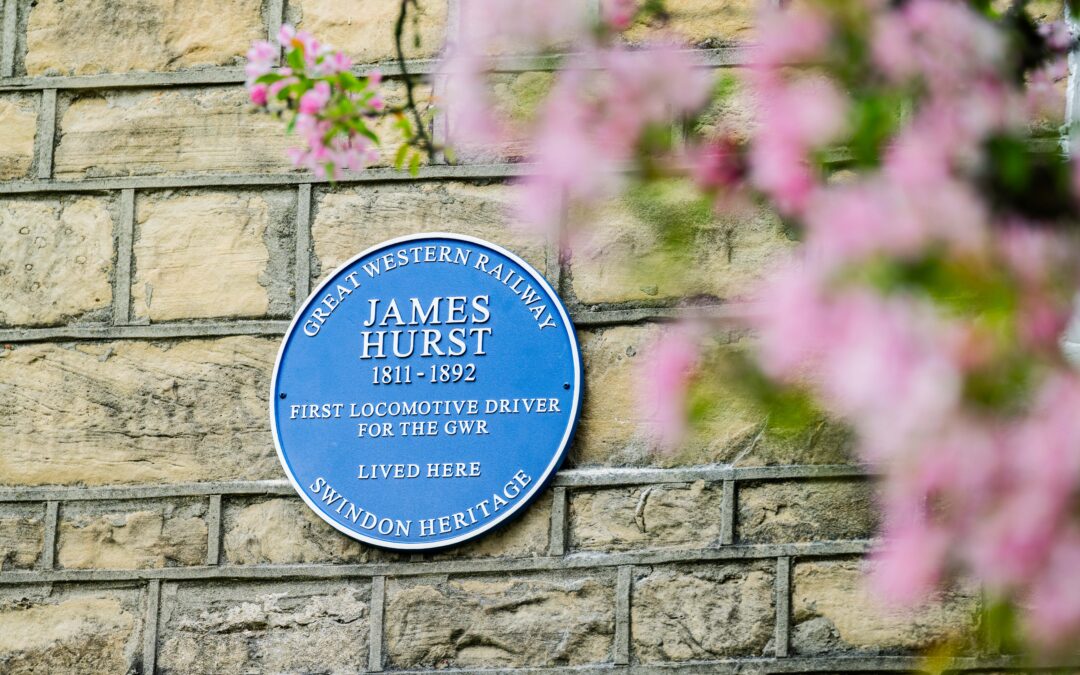 GREAT WESTERN RAILWAY
JAMES
HURST
1811 - 1892
FIRST LOCOMOTIVE DRIVER
FOR THE GWR
LIVED HERE
SWINDON HERITAGE